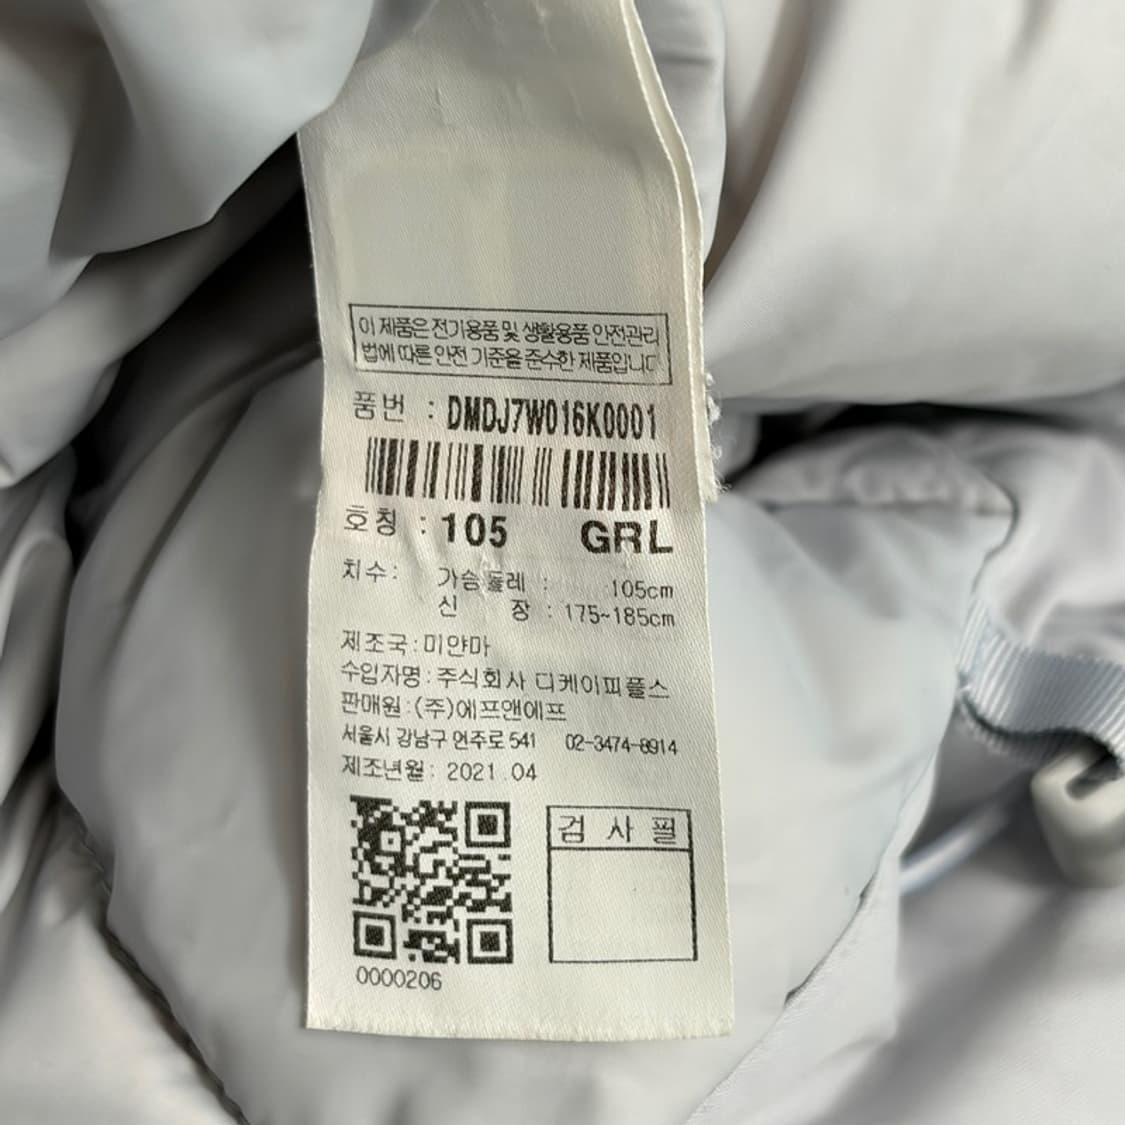 이 제품은 전기용품 및 생활용품 안전관리
법에 따른 안전 기준을 준수한 제품입니다
품번 : DMDJ7W016K0001
호칭 : 105 GRL
치수: 가슴둘레 : 105cm
신 장 : 175~185cm
제조국:미얀마
수입자명:주식회사 디케이피플스
판매원:(주)에프앤에프
서울시 강남구 언주로 541 02-3474-8914
제조년월: 2021.04
검 사 필
0000206